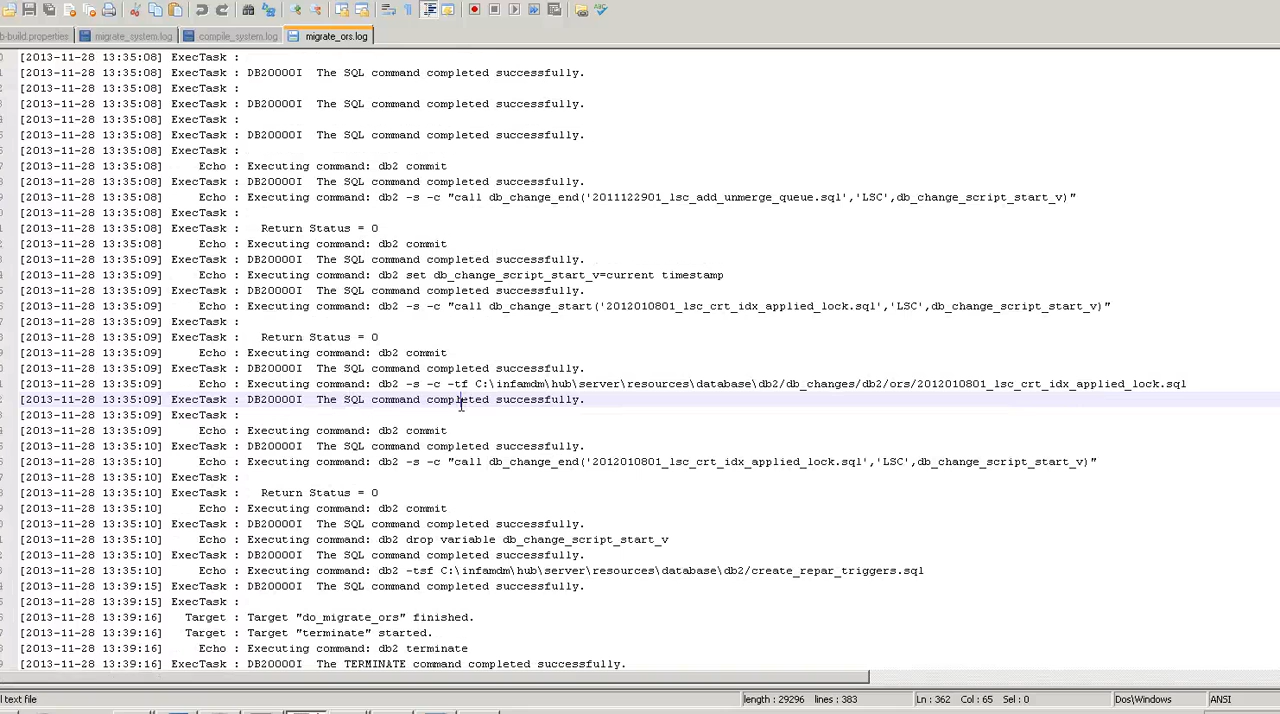 b-build.properties migrate_system.log compile_system.log migrate_ors.log
[2013-11-28 13:35:08] ExecTask :
[2013-11-28 13:35:08] ExecTask : DB20000I  The SQL command completed successfully.
[2013-11-28 13:35:08] ExecTask :
[2013-11-28 13:35:08] ExecTask : DB20000I  The SQL command completed successfully.
[2013-11-28 13:35:08] ExecTask :
[2013-11-28 13:35:08] ExecTask : DB20000I  The SQL command completed successfully.
[2013-11-28 13:35:08] ExecTask :
[2013-11-28 13:35:08]     Echo : Executing command: db2 commit
[2013-11-28 13:35:08] ExecTask : DB20000I  The SQL command completed successfully.
[2013-11-28 13:35:08]     Echo : Executing command: db2 -s -c "call db_change_end('2011122901_lsc_add_unmerge_queue.sql','LSC',db_change_script_start_v)"
[2013-11-28 13:35:08] ExecTask :
[2013-11-28 13:35:08] ExecTask :   Return Status = 0
[2013-11-28 13:35:08]     Echo : Executing command: db2 commit
[2013-11-28 13:35:09] ExecTask : DB20000I  The SQL command completed successfully.
[2013-11-28 13:35:09]     Echo : Executing command: db2 set db_change_script_start_v=current timestamp
[2013-11-28 13:35:09] ExecTask : DB20000I  The SQL command completed successfully.
[2013-11-28 13:35:09]     Echo : Executing command: db2 -s -c "call db_change_start('2012010801_lsc_crt_idx_applied_lock.sql','LSC',db_change_script_start_v)"
[2013-11-28 13:35:09] ExecTask :
[2013-11-28 13:35:09] ExecTask :   Return Status = 0
[2013-11-28 13:35:09]     Echo : Executing command: db2 commit
[2013-11-28 13:35:09] ExecTask : DB20000I  The SQL command completed successfully.
[2013-11-28 13:35:09]     Echo : Executing command: db2 -s -c -tf C:\infamdm\hub\server\resources\database\db2/db_changes/db2/ors/2012010801_lsc_crt_idx_applied_lock.sql
[2013-11-28 13:35:09] ExecTask : DB20000I  The SQL command completed successfully.
[2013-11-28 13:35:09] ExecTask :
[2013-11-28 13:35:09]     Echo : Executing command: db2 commit
[2013-11-28 13:35:10] ExecTask : DB20000I  The SQL command completed successfully.
[2013-11-28 13:35:10]     Echo : Executing command: db2 -s -c "call db_change_end('2012010801_lsc_crt_idx_applied_lock.sql','LSC',db_change_script_start_v)"
[2013-11-28 13:35:10] ExecTask :
[2013-11-28 13:35:10] ExecTask :   Return Status = 0
[2013-11-28 13:35:10]     Echo : Executing command: db2 commit
[2013-11-28 13:35:10] ExecTask : DB20000I  The SQL command completed successfully.
[2013-11-28 13:35:10]     Echo : Executing command: db2 drop variable db_change_script_start_v
[2013-11-28 13:35:10] ExecTask : DB20000I  The SQL command completed successfully.
[2013-11-28 13:35:10]     Echo : Executing command: db2 -tsf C:\infamdm\hub\server\resources\database\db2/create_repar_triggers.sql
[2013-11-28 13:39:15] ExecTask : DB20000I  The SQL command completed successfully.
[2013-11-28 13:39:15] ExecTask :
[2013-11-28 13:39:16]   Target : Target "do_migrate_ors" finished.
[2013-11-28 13:39:16]   Target : Target "terminate" started.
[2013-11-28 13:39:16]     Echo : Executing command: db2 terminate
[2013-11-28 13:39:16] ExecTask : DB20000I  The TERMINATE command completed successfully.
l text file length : 29296 lines : 383 Ln : 362 Col : 65 Sel : 0 Dos\Windows ANSI